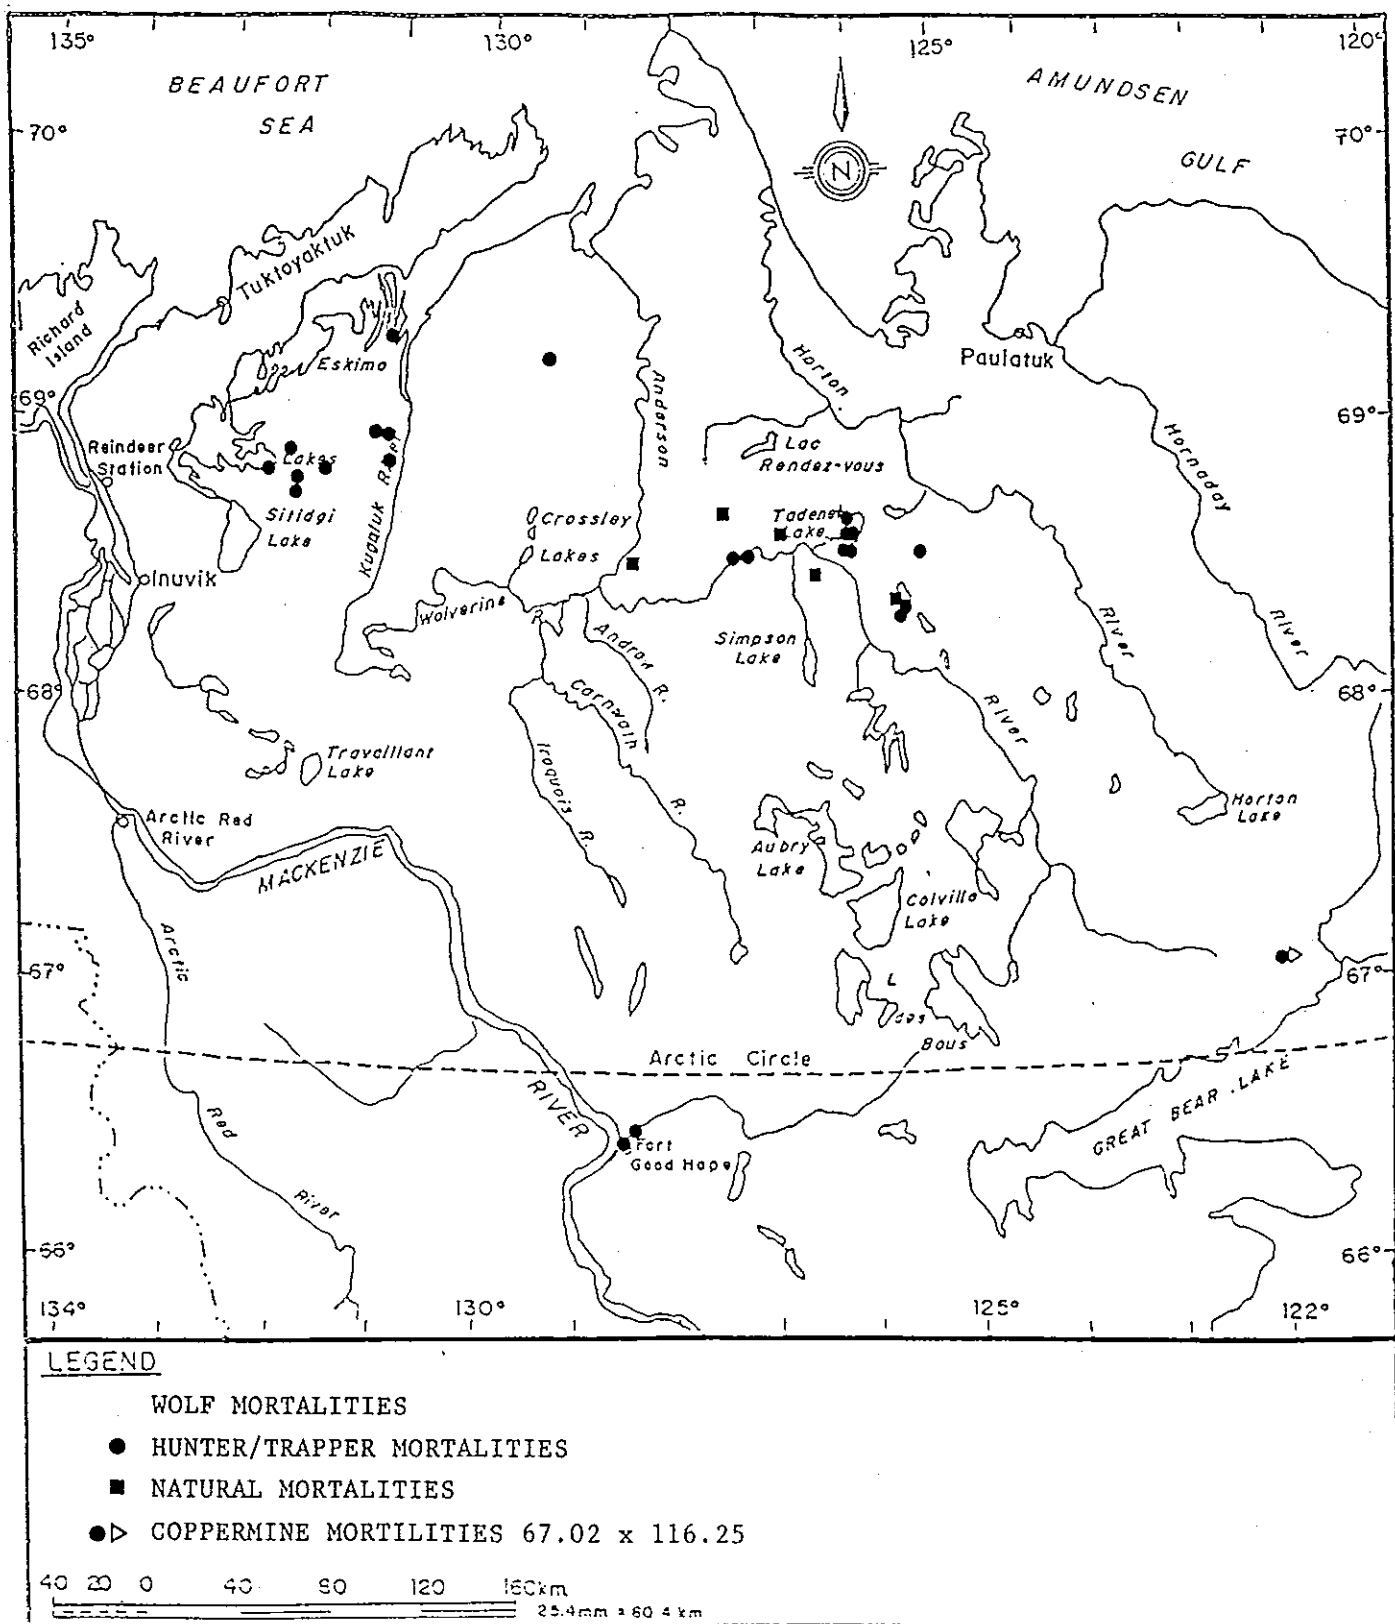 135°
130°
125°
120°
BEAUFORT
SEA
AMUNDSEN
GULF
70°
70°
N
Tuktoyaktuk
Richard
Island
Eskimo
Lakes
Horton
Paulatuk
69°
69°
Anderson
Reindeer
Station
Lac
Rendez-vous
Hornaday
River
Sitidgi
Lake
Kugaluk
Crossley
Lakes
Tadenet
Lake
Inuvik
Wolverine
R.
Andrew R.
Simpson
Lake
River
68°
68°
Carnwath
R.
River
Iroquois R.
Travaillant
Lake
Horton
Lake
Arctic Red
River
MACKENZIE
RIVER
Aubry
Lake
Colville
Lake
Arctic
Red
River
67°
67°
L
des
Bous
Arctic Circle
GREAT BEAR LAKE
Fort
Good Hope
66°
66°
134°
130°
125°
122°
LEGEND
WOLF MORTALITIES
HUNTER/TRAPPER MORTALITIES
NATURAL MORTALITIES
COPPERMINE MORTILITIES 67.02 x 116.25
40 20 0 40 80 120 160km
25.4mm = 60.4 km